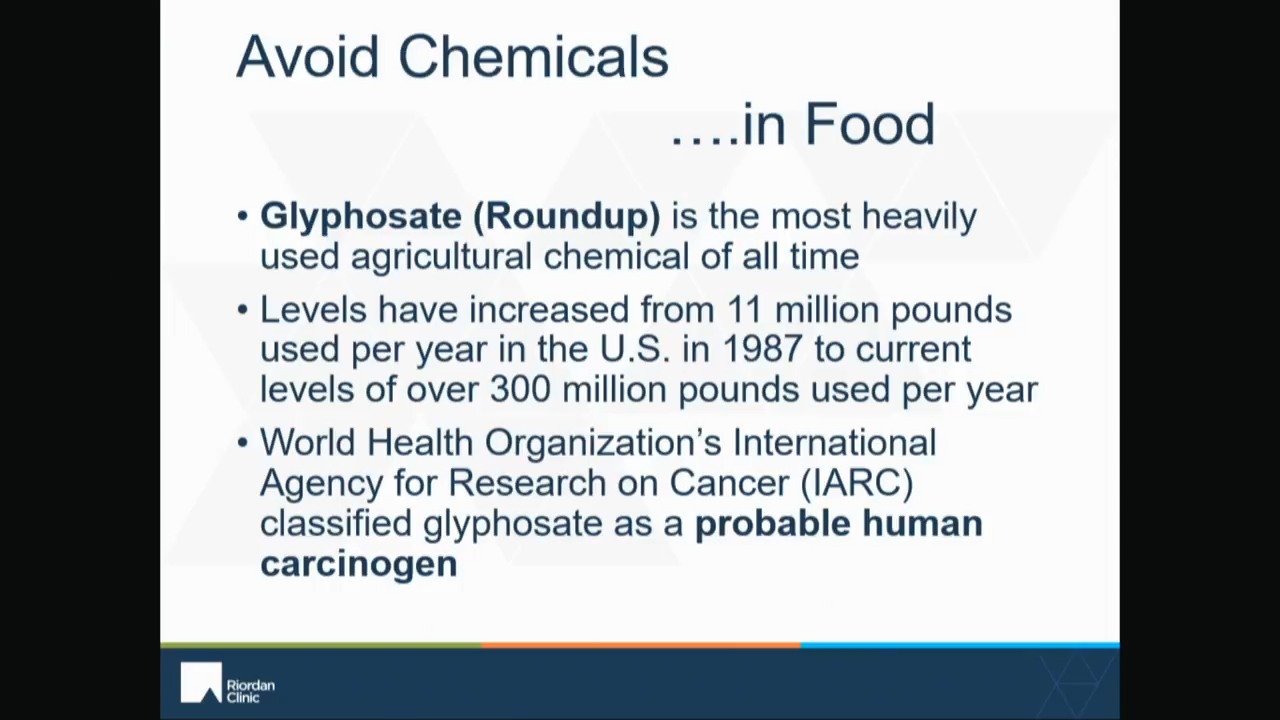 Avoid Chemicals
....in Food
• Glyphosate (Roundup) is the most heavily
used agricultural chemical of all time
• Levels have increased from 11 million pounds
used per year in the U.S. in 1987 to current
levels of over 300 million pounds used per year
• World Health Organization’s International
Agency for Research on Cancer (IARC)
classified glyphosate as a probable human
carcinogen
Riordan
Clinic